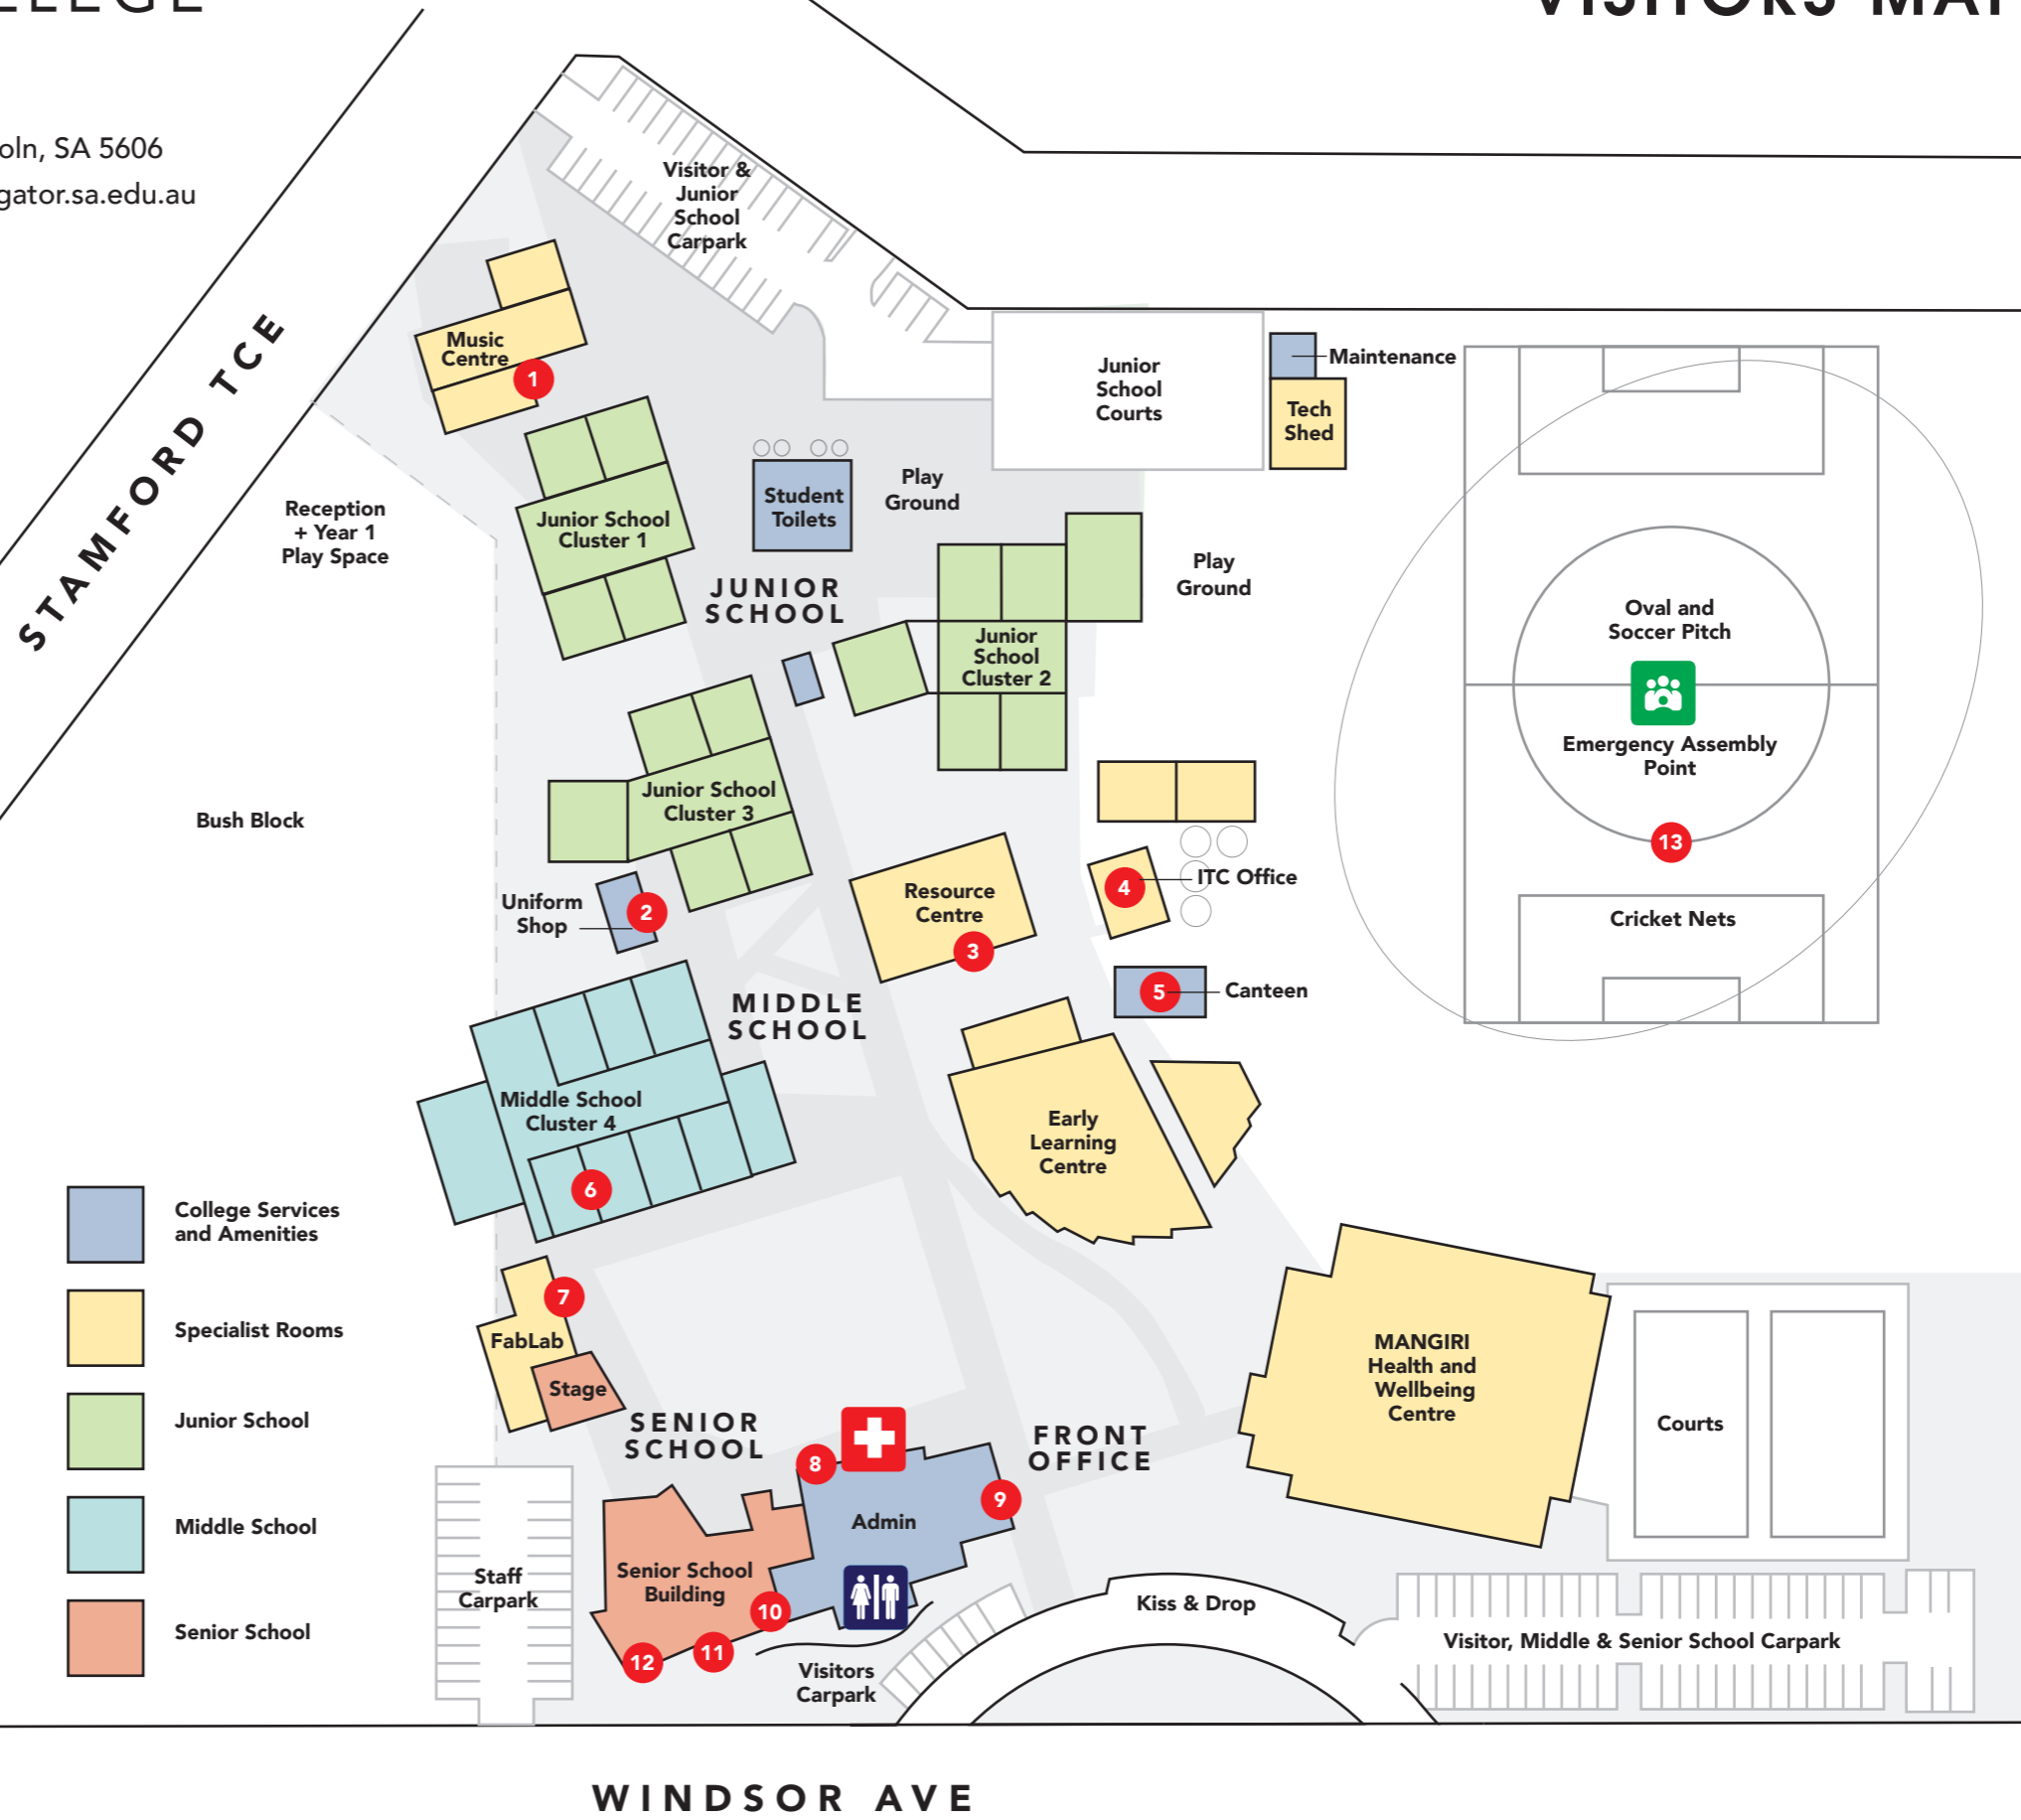 VISITORS MAP
oln, SA 5606
gator.sa.edu.au
STAMFORD TCE
Visitor &
Junior
School
Carpark
Music
Centre
1
Junior
School
Courts
Maintenance
Tech
Shed
Reception
+ Year 1
Play Space
Junior School
Cluster 1
Student
Toilets
Play
Ground
JUNIOR
SCHOOL
Play
Ground
Junior
School
Cluster 2
Oval and
Soccer Pitch
Emergency Assembly
Point
13
Cricket Nets
Bush Block
Junior School
Cluster 3
Uniform
Shop
2
Resource
Centre
3
4
ITC Office
5
Canteen
MIDDLE
SCHOOL
Middle School
Cluster 4
6
Early
Learning
Centre
College Services
and Amenities
Specialist Rooms
Junior School
Middle School
Senior School
7
FabLab
Stage
SENIOR
SCHOOL
FRONT
OFFICE
8
9
Admin
MANGIRI
Health and
Wellbeing
Centre
Courts
Staff
Carpark
Senior School
Building
10
11
12
Visitors
Carpark
Kiss & Drop
Visitor, Middle & Senior School Carpark
WINDSOR AVE